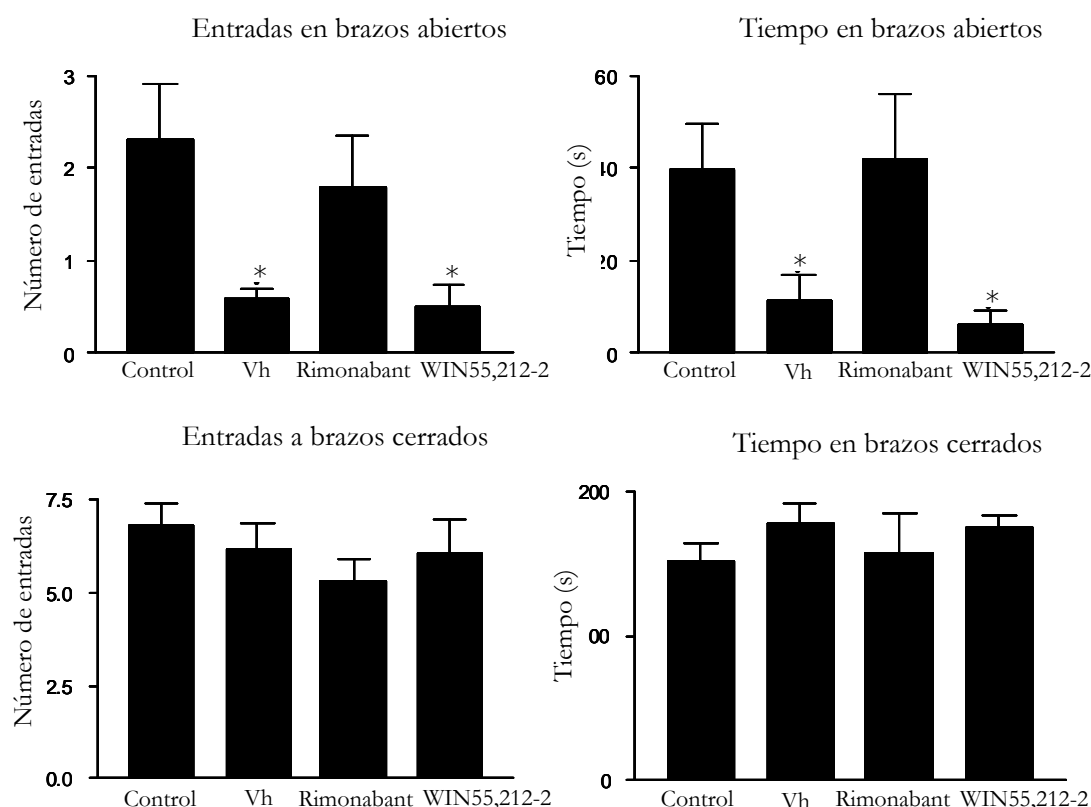 Entradas en brazos abiertos
Número de entradas
3
2
1
0
*
*
Control Vh Rimonabant WIN55,212-2
Tiempo en brazos abiertos
Tiempo (s)
60
40
20
0
*
*
Control Vh Rimonabant WIN55,212-2
Entradas a brazos cerrados
Número de entradas
7.5
5.0
2.5
0.0
Control Vh Rimonabant WIN55,212-2
Tiempo en brazos cerrados
Tiempo (s)
200
00
0
Control Vh Rimonabant WIN55,212-2